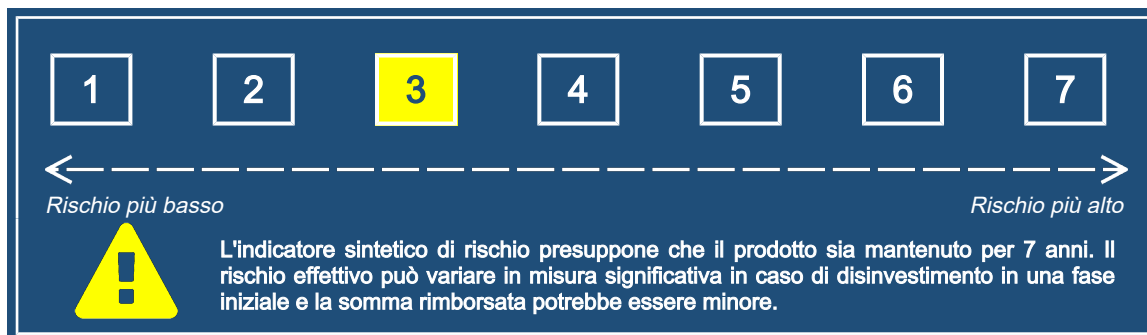 1 2 3 4 5 6 7
Rischio più basso Rischio più alto
L'indicatore sintetico di rischio presuppone che il prodotto sia mantenuto per 7 anni. Il
rischio effettivo può variare in misura significativa in caso di disinvestimento in una fase
iniziale e la somma rimborsata potrebbe essere minore.